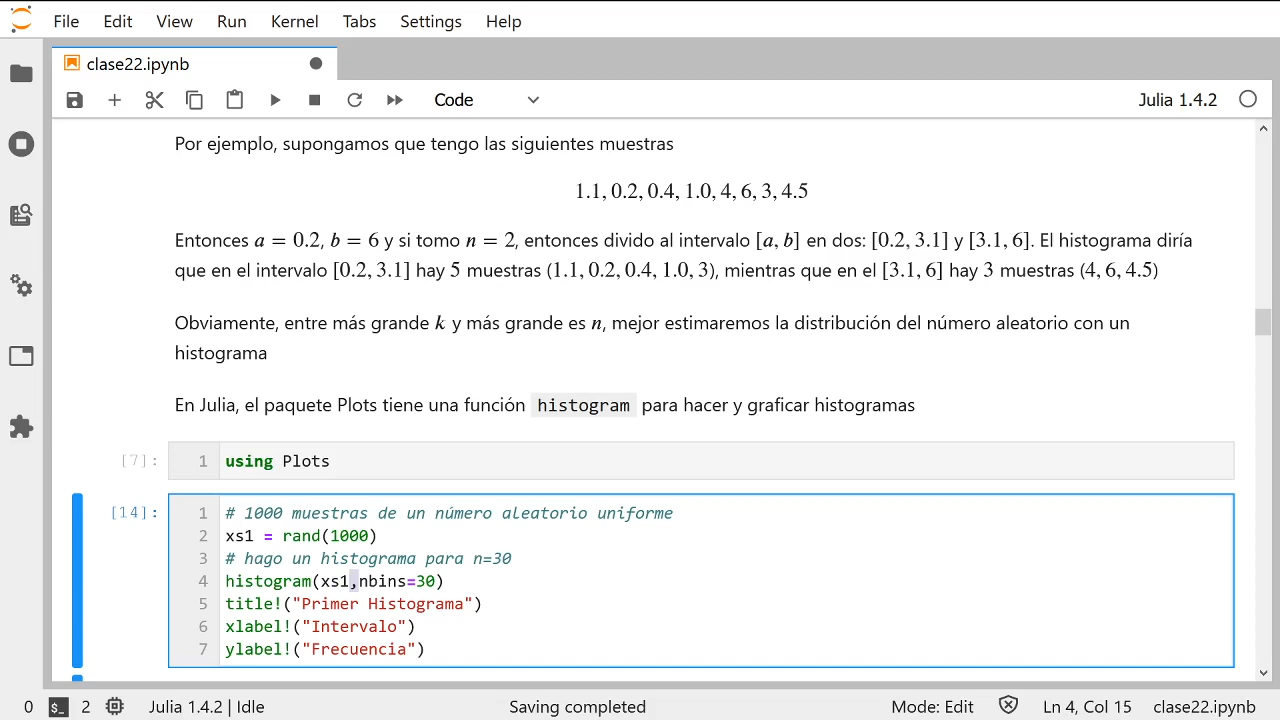 File Edit View Run Kernel Tabs Settings Help
clase22.ipynb
Code
Julia 1.4.2
Por ejemplo, supongamos que tengo las siguientes muestras
1.1, 0.2, 0.4, 1.0, 4, 6, 3, 4.5
Entonces a = 0.2, b = 6 y si tomo n = 2, entonces divido al intervalo [a, b] en dos: [0.2, 3.1] y [3.1, 6]. El histograma diría
que en el intervalo [0.2, 3.1] hay 5 muestras (1.1, 0.2, 0.4, 1.0, 3), mientras que en el [3.1, 6] hay 3 muestras (4, 6, 4.5)
Obviamente, entre más grande k y más grande es n, mejor estimaremos la distribución del número aleatorio con un
histograma
En Julia, el paquete Plots tiene una función histogram para hacer y graficar histogramas
[7]: 1 using Plots
[14]: 1 # 1000 muestras de un número aleatorio uniforme
2 xs1 = rand(1000)
3 # hago un histograma para n=30
4 histogram(xs1,nbins=30)
5 title!("Primer Histograma")
6 xlabel!("Intervalo")
7 ylabel!("Frecuencia")
0 $_ 2 Julia 1.4.2 | Idle Saving completed Mode: Edit Ln 4, Col 15 clase22.ipynb